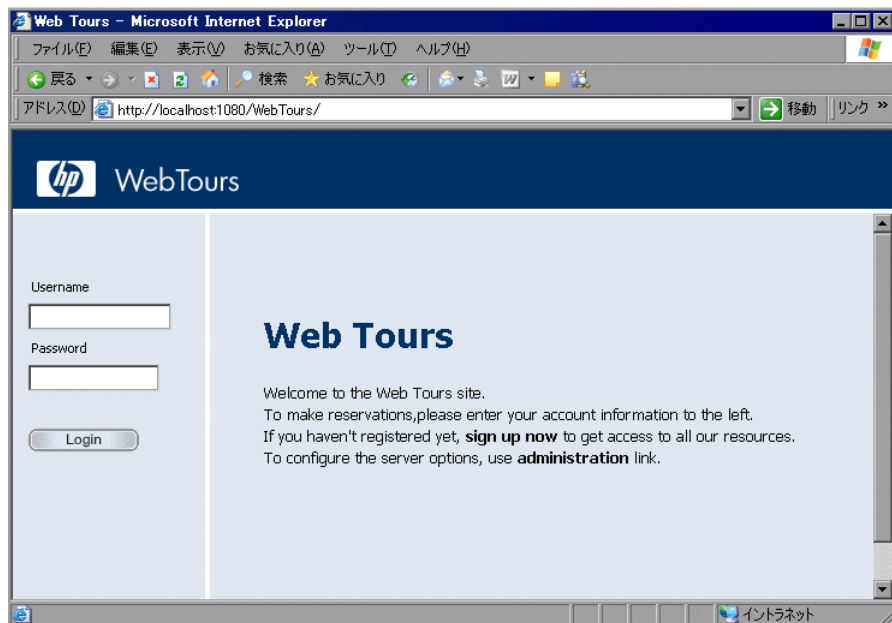 Web Tours - Microsoft Internet Explorer
ファイル(F) 編集(E) 表示(V) お気に入り(A) ツール(T) ヘルプ(H)
戻る 検索 お気に入り
アドレス(D) http://localhost:1080/WebTours/ 移動 リンク »
hp WebTours
Username
Password
Login
Web Tours
Welcome to the Web Tours site.
To make reservations,please enter your account information to the left.
If you haven't registered yet, sign up now to get access to all our resources.
To configure the server options, use administration link.
イントラネット